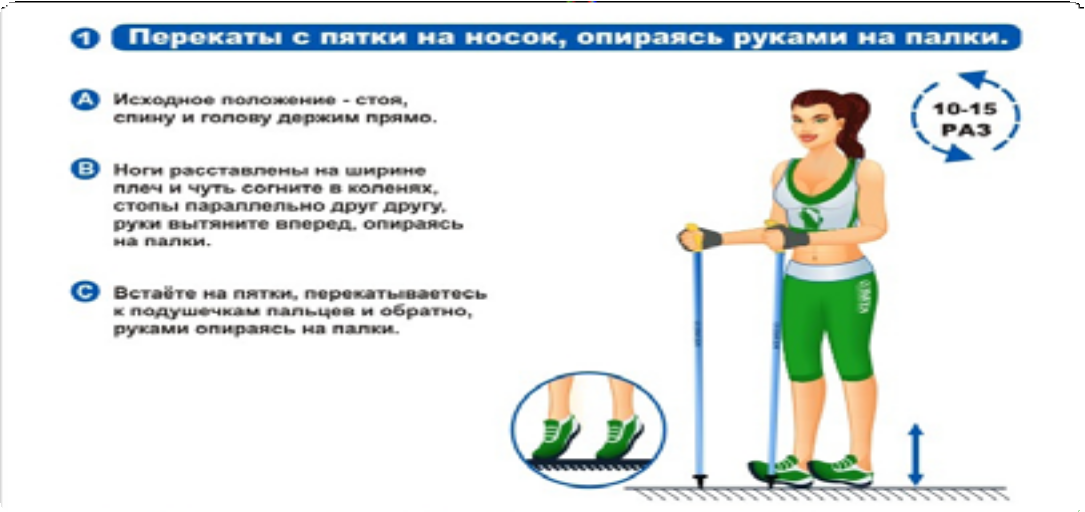 1 Перекаты с пятки на носок, опираясь руками на палки.
A Исходное положение - стоя,
спину и голову держим прямо.
B Ноги расставлены на ширине
плеч и чуть согните в коленях,
стопы параллельно друг другу,
руки вытяните вперед, опираясь
на палки.
C Встаёте на пятки, перекатываетесь
к подушечкам пальцев и обратно,
руками опираясь на палки.
10-15
РАЗ